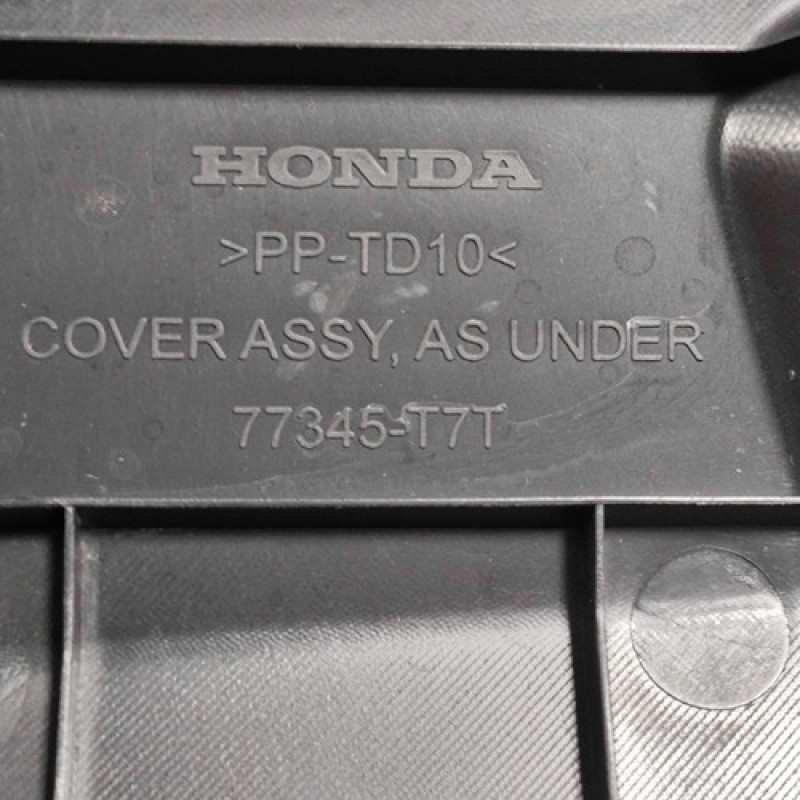 HONDA
>PP-TD10<
COVER ASSY, AS UNDER
77345-T7T